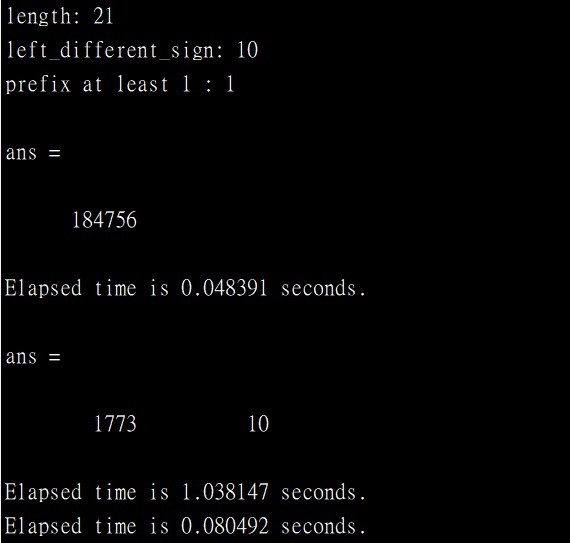 length: 21
left_different_sign: 10
prefix at least 1 : 1
ans =
184756
Elapsed time is 0.048391 seconds.
ans =
1773 10
Elapsed time is 1.038147 seconds.
Elapsed time is 0.080492 seconds.